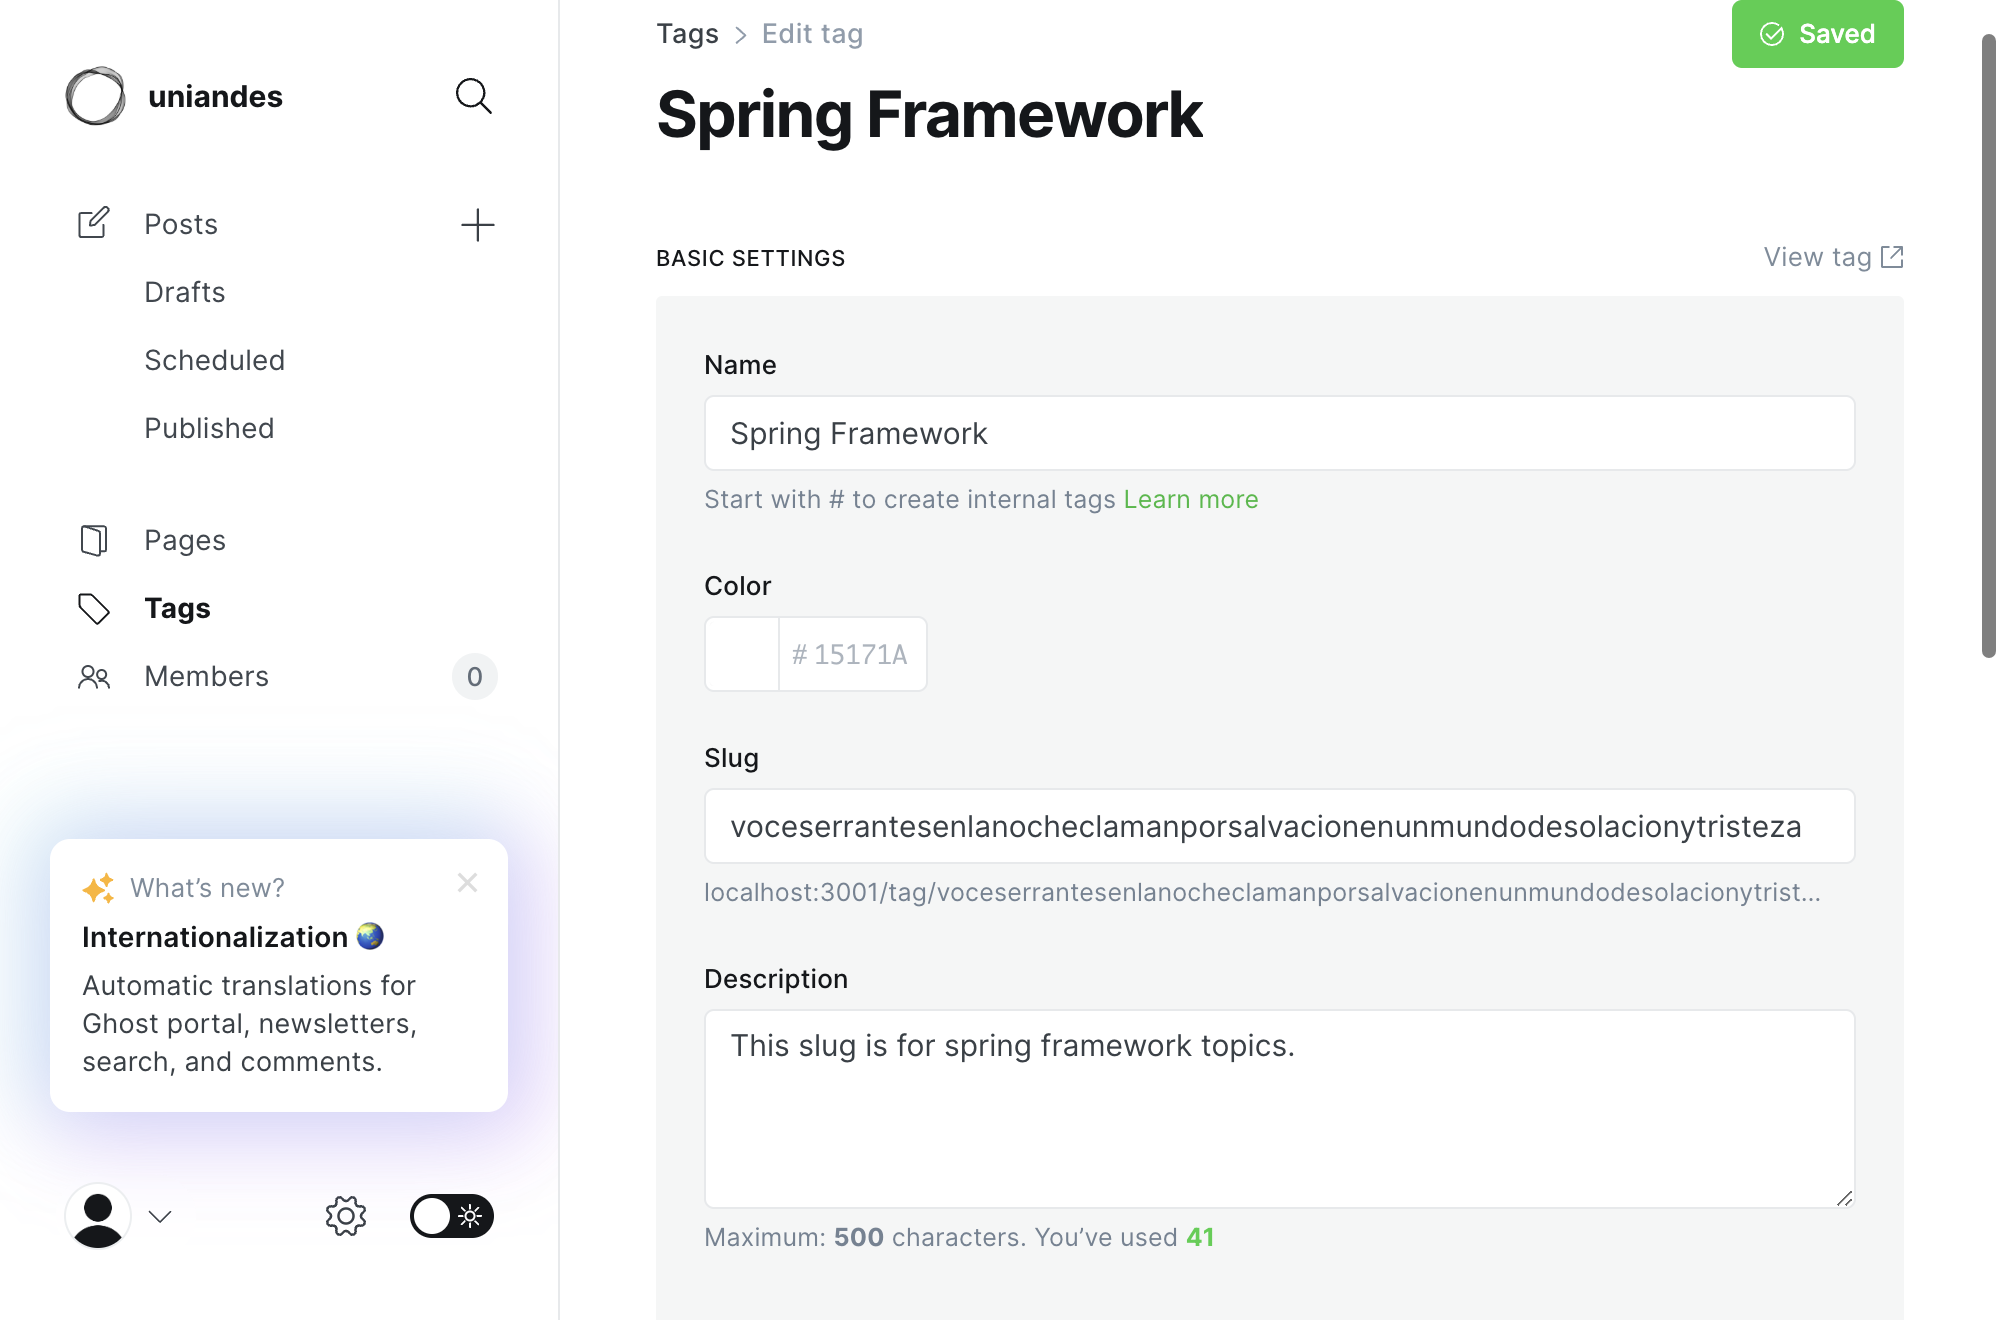 uniandes
Posts
Drafts
Scheduled
Published
Pages
Tags
Members 0
What's new?
Internationalization
Automatic translations for
Ghost portal, newsletters,
search, and comments.
Tags > Edit tag
Saved
Spring Framework
BASIC SETTINGS
View tag
Name
Spring Framework
Start with # to create internal tags Learn more
Color
# 15171A
Slug
voceserrantesenlanocheclamanporsalvacionenunmundodesolacionytristeza
localhost:3001/tag/voceserrantesenlanocheclamanporsalvacionenunmundodesolacionytrist...
Description
This slug is for spring framework topics.
Maximum: 500 characters. You've used 41